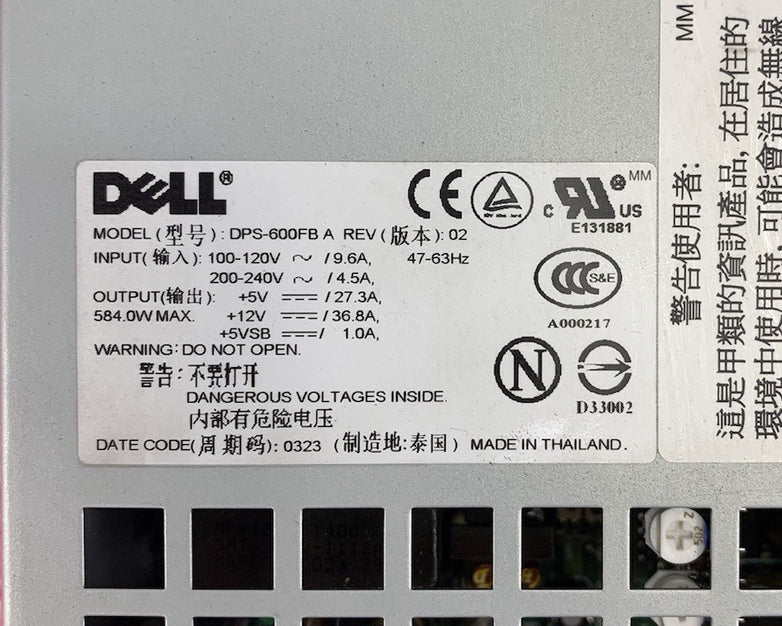 DELL®
MM
C UL US
E131881
MODEL(型号): DPS-600FB A REV(版本): 02
INPUT(输入): 100-120V ~ / 9.6A, 47-63Hz
200-240V ~ / 4.5A,
OUTPUT(输出): +5V ⎓ / 27.3A,
584.0W MAX. +12V ⎓ / 36.8A,
+5VSB ⎓ / 1.0A,
CCC S&E
A000217
WARNING: DO NOT OPEN.
警告: 不要打开
DANGEROUS VOLTAGES INSIDE.
内部有危险电压
N
D33002
DATE CODE(周期码): 0323 (制造地:泰国) MADE IN THAILAND.
MM
警告使用者:
這是甲類的資訊產品,在居住的
環境中使用時,可能會造成無線
Z
502